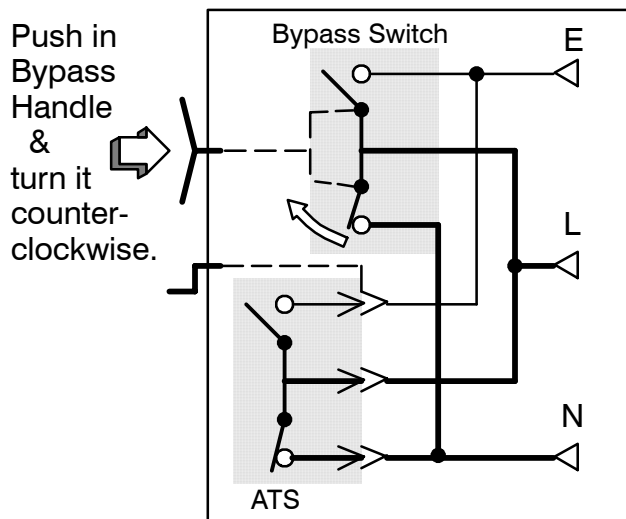 Push in
Bypass
Handle
&
turn it
counter-
clockwise.
Bypass Switch
E
L
N
ATS